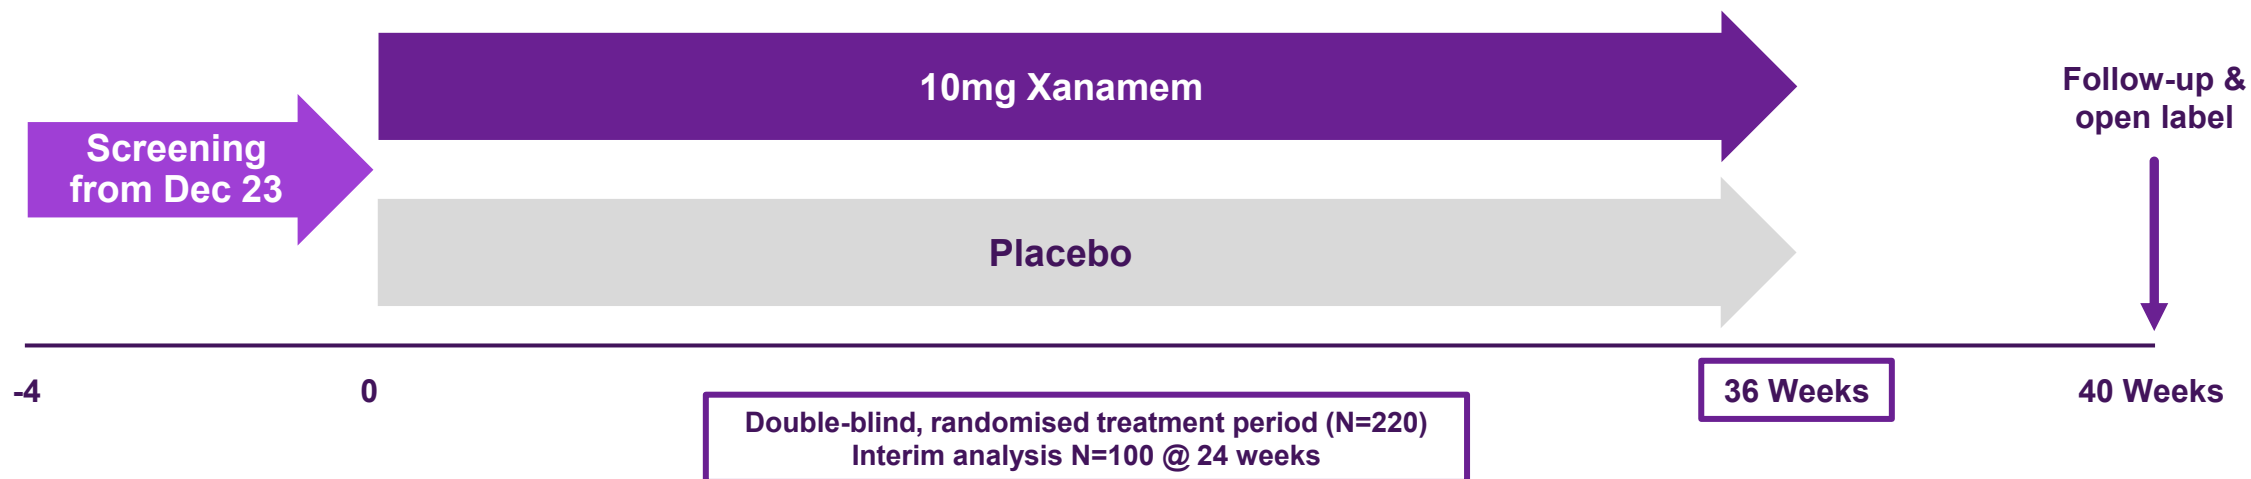 10mg Xanamem
Follow-up &
open label
Screening
from Dec 23
Placebo
-4
0
36 Weeks
40 Weeks
Double-blind, randomised treatment period (N=220)
Interim analysis N=100 @ 24 weeks